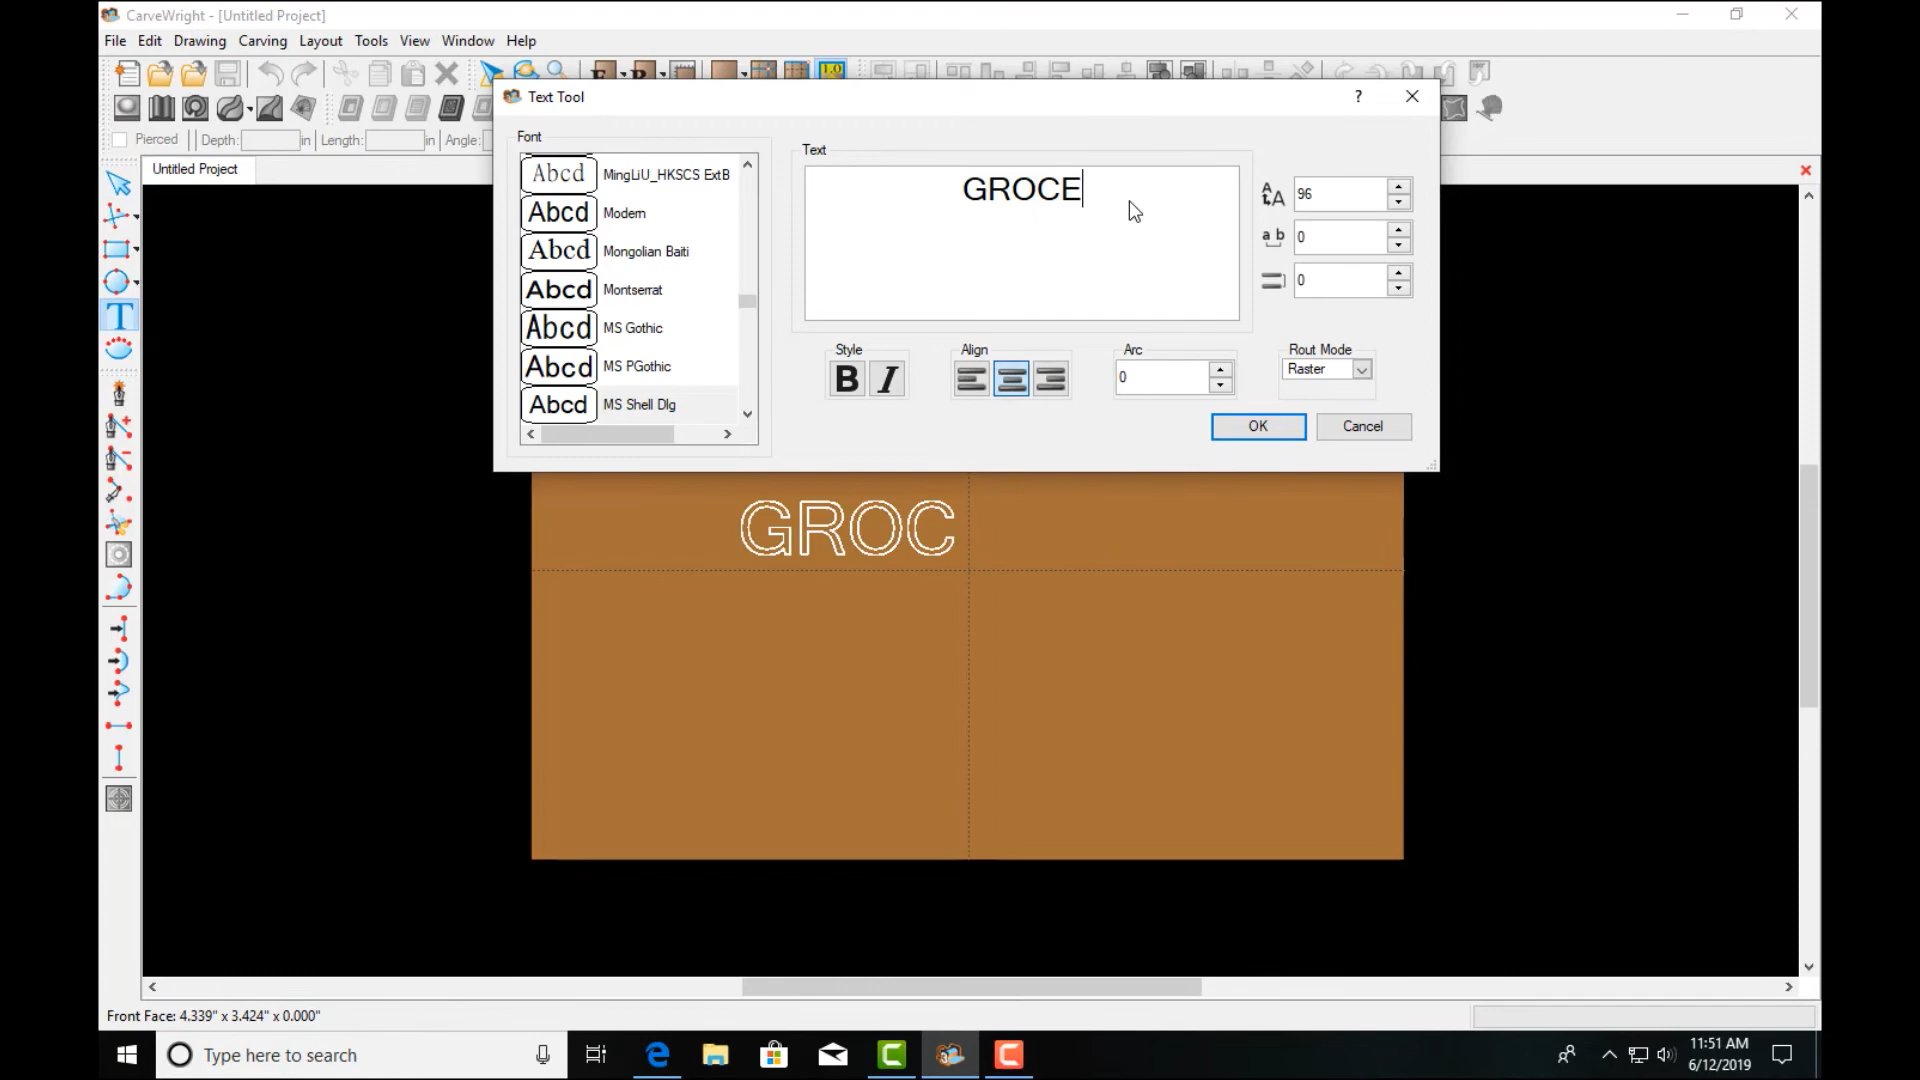 CarveWright - [Untitled Project]
File Edit Drawing Carving Layout Tools View Window Help
1.0
Text Tool ?
Pierced Depth: in Length: in Angle:
Untitled Project
Font
Abcd MingLiU_HKSCS ExtB
Abcd Modern
Abcd Mongolian Baiti
Abcd Montserrat
Abcd MS Gothic
Abcd MS PGothic
Abcd MS Shell Dlg
Text
GROCE
96
a b 0
0
Style
B I
Align
Arc
0
Rout Mode
Raster
OK Cancel
GROC
Front Face: 4.339" x 3.424" x 0.000"
Type here to search
11:51 AM
6/12/2019